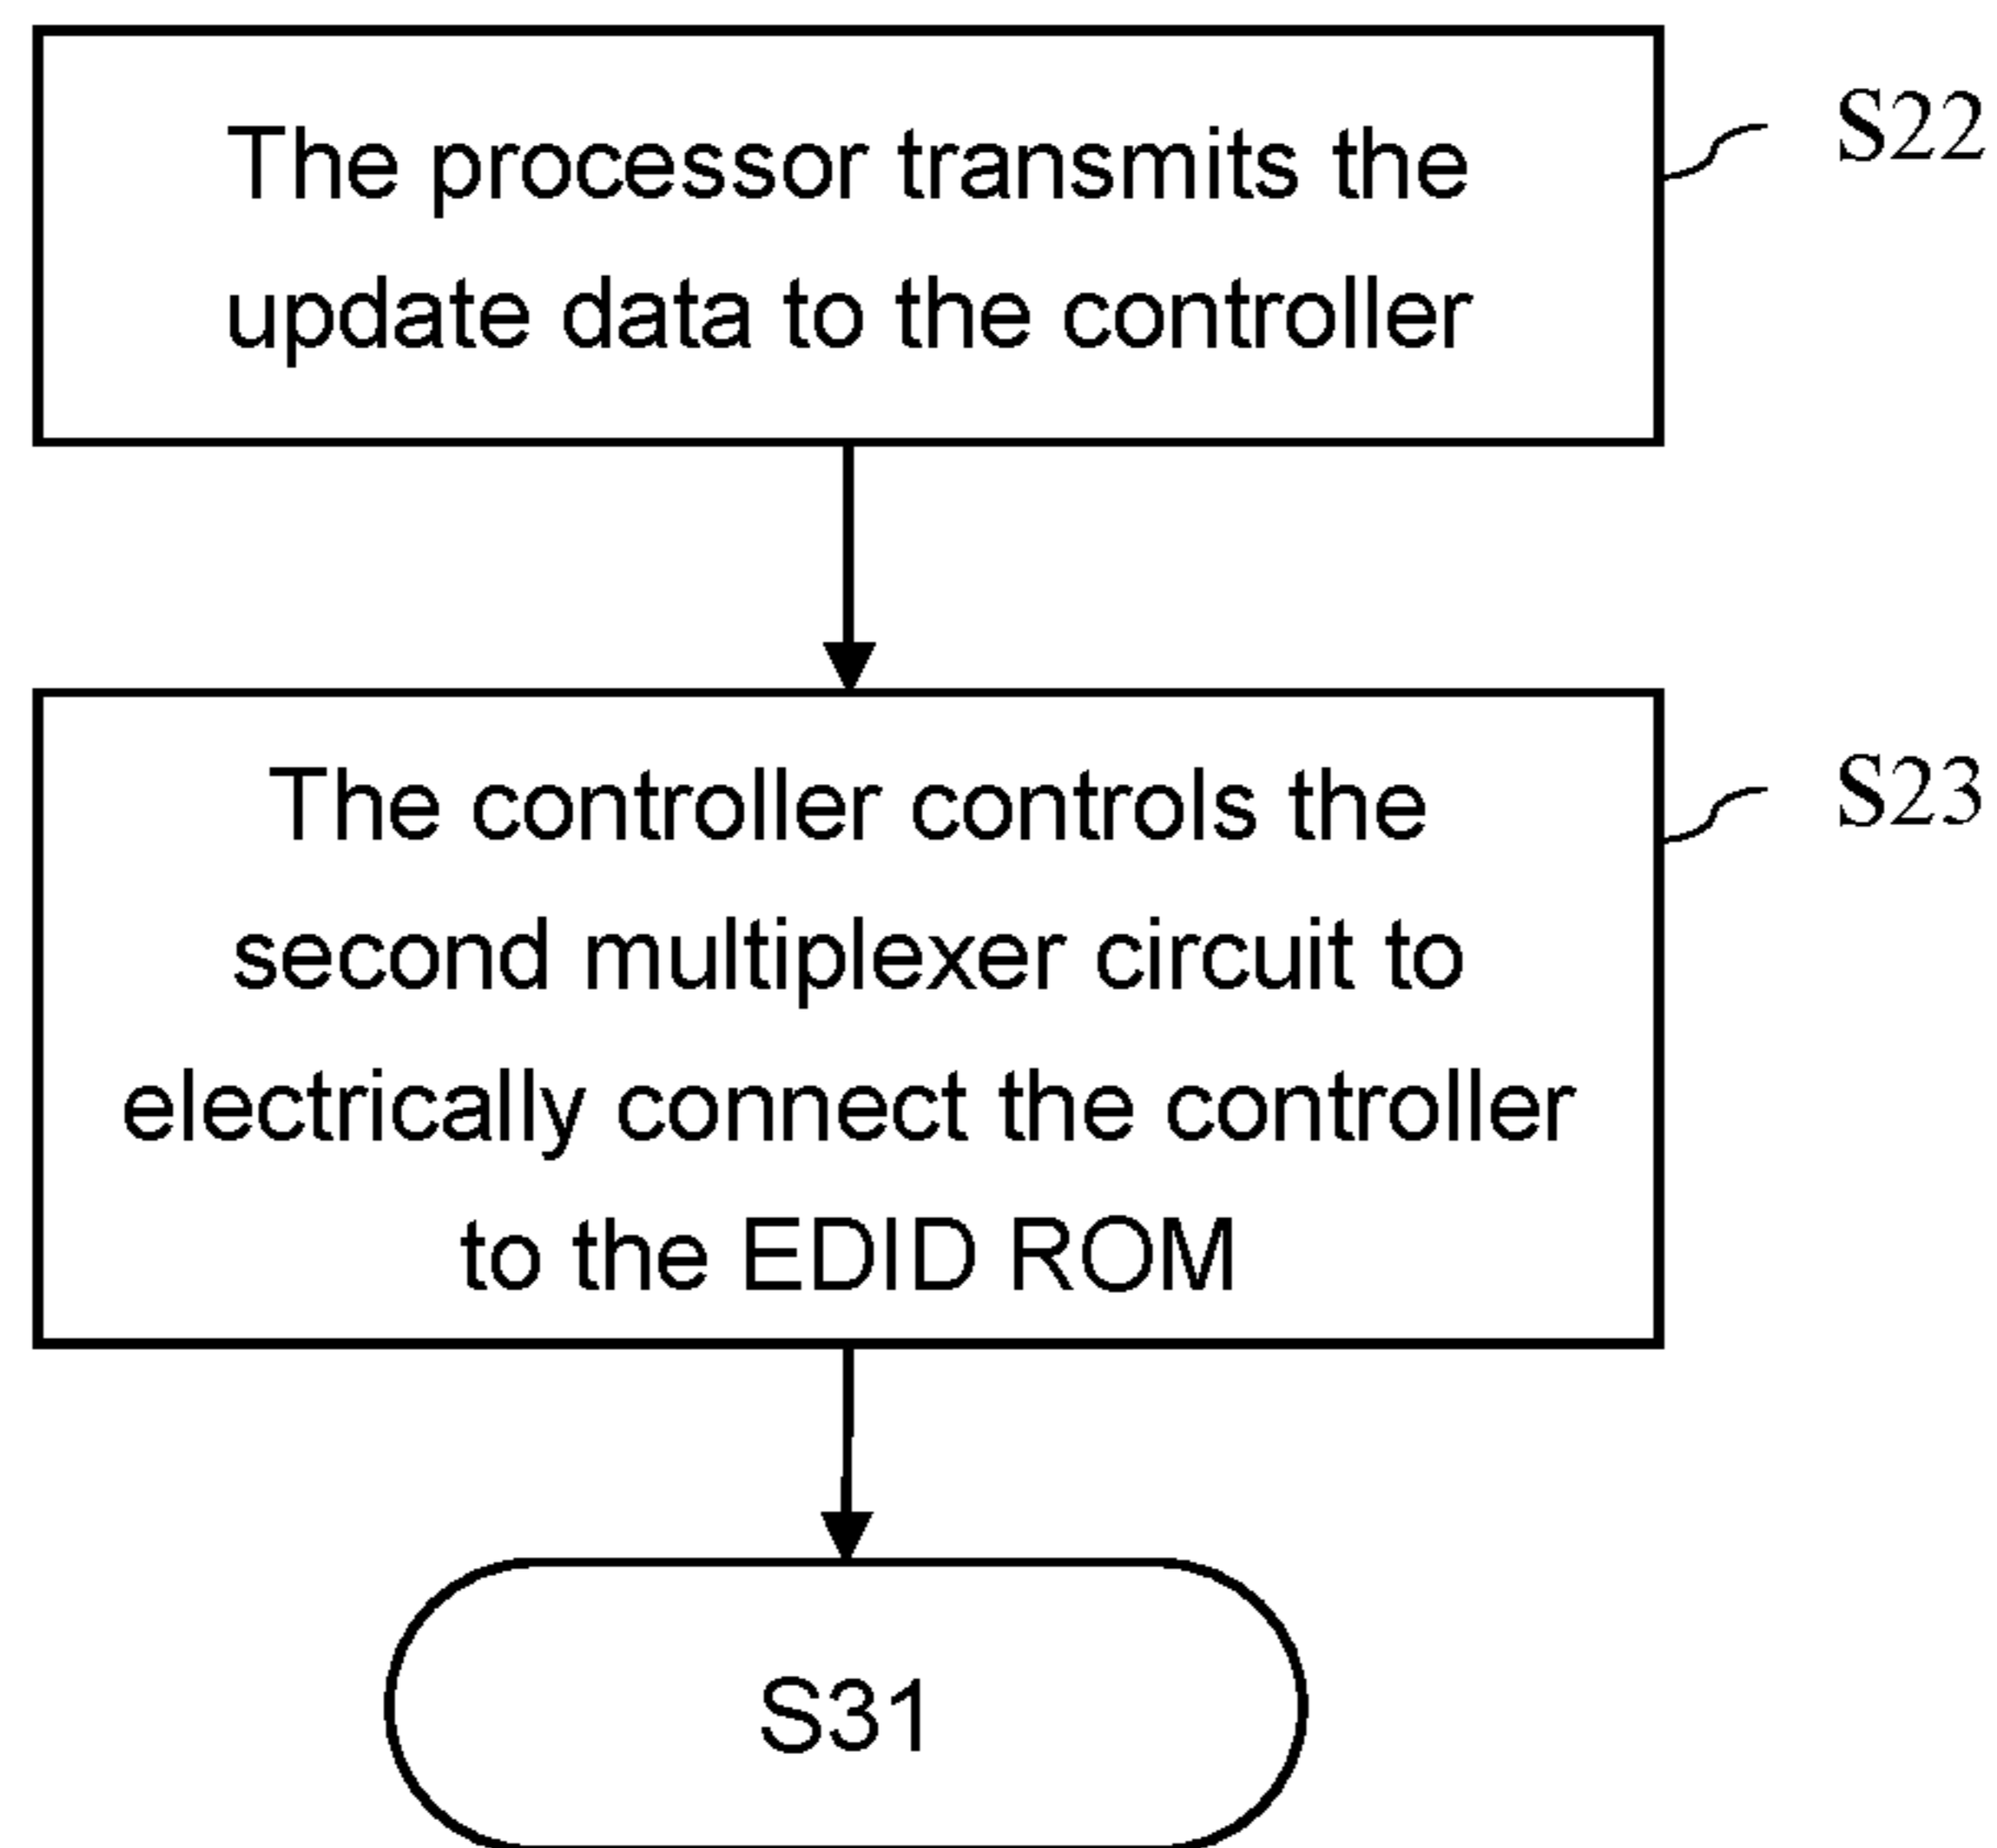 The processor transmits the
update data to the controller
S22
The controller controls the
second multiplexer circuit to
electrically connect the controller
to the EDID ROM
S23
S31